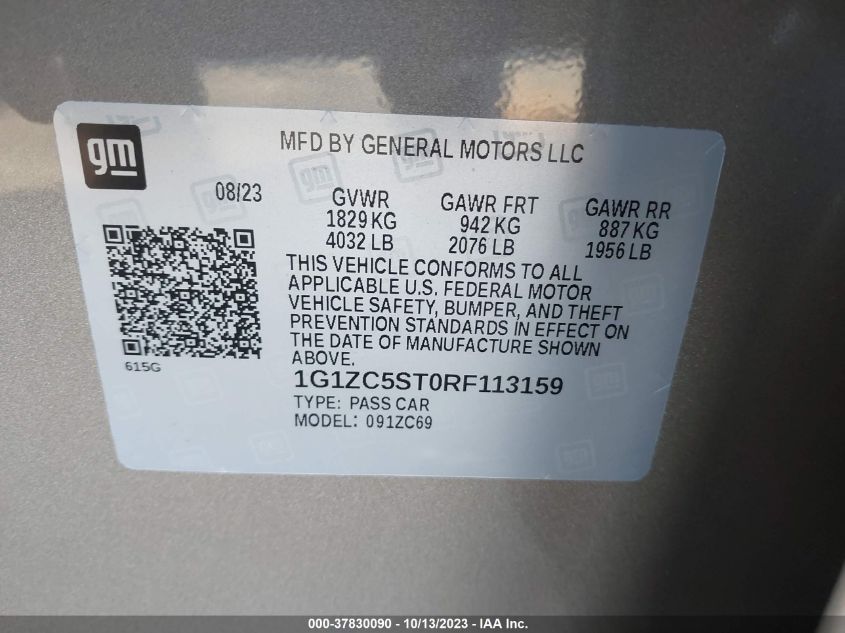 gm
MFD BY GENERAL MOTORS LLC
08/23
GVWR
1829 KG
4032 LB
GAWR FRT
942 KG
2076 LB
GAWR RR
887 KG
1956 LB
THIS VEHICLE CONFORMS TO ALL
APPLICABLE U.S. FEDERAL MOTOR
VEHICLE SAFETY, BUMPER, AND THEFT
PREVENTION STANDARDS IN EFFECT ON
THE DATE OF MANUFACTURE SHOWN
ABOVE.
615G
1G1ZC5ST0RF113159
TYPE: PASS CAR
MODEL: 091ZC69
000-37830090 - 10/13/2023 - www.iaai.com.